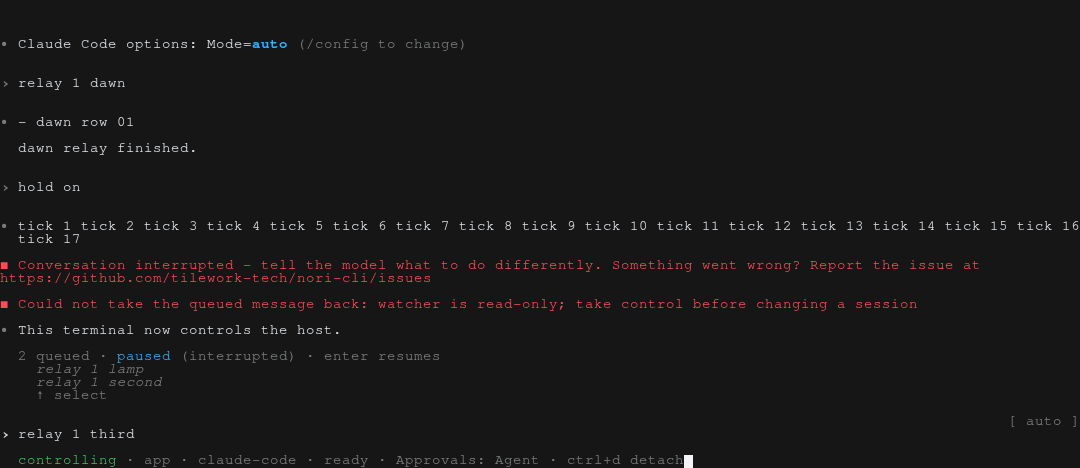 • Claude Code options: Mode=auto (/config to change)
› relay 1 dawn
• - dawn row 01
dawn relay finished.
› hold on
• tick 1 tick 2 tick 3 tick 4 tick 5 tick 6 tick 7 tick 8 tick 9 tick 10 tick 11 tick 12 tick 13 tick 14 tick 15 tick 16
tick 17
■ Conversation interrupted - tell the model what to do differently. Something went wrong? Report the issue at
https://github.com/tilework-tech/nori-cli/issues
■ Could not take the queued message back: watcher is read-only; take control before changing a session
• This terminal now controls the host.
2 queued · paused (interrupted) · enter resumes
relay 1 lamp
relay 1 second
↑ select
[ auto ]
› relay 1 third
controlling · app · claude-code · ready · Approvals: Agent · ctrl+d detach